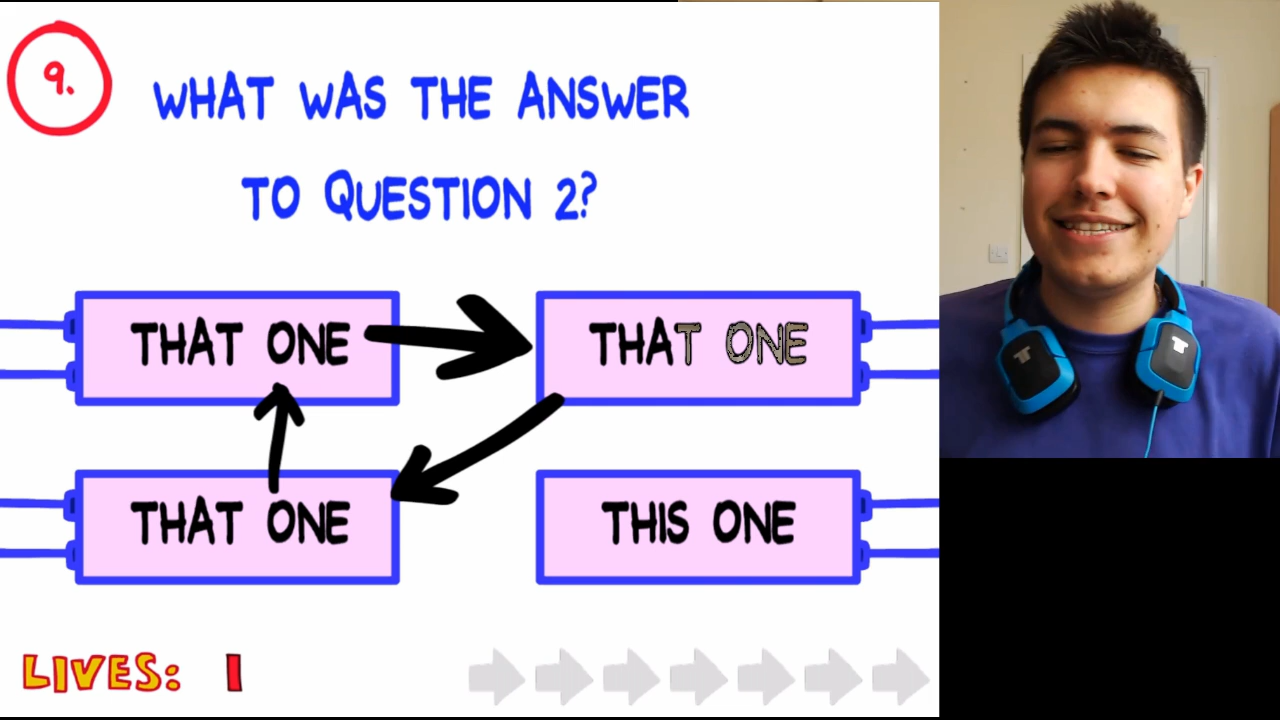 9.
WHAT WAS THE ANSWER
TO QUESTION 2?
THAT ONE
THAT ONE
THAT ONE
THIS ONE
LIVES: 1